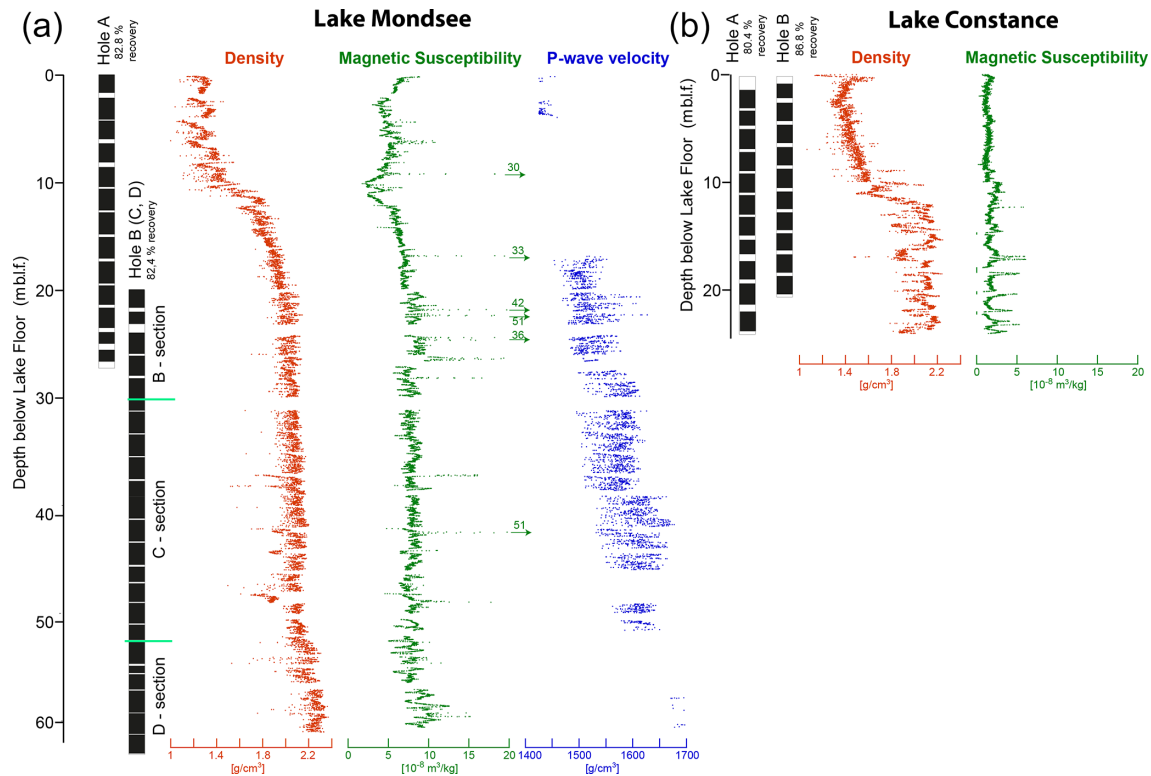 (a)
Lake Mondsee
Hole A
82.8 %
recovery
Density
Magnetic Susceptibility
P-wave velocity
Depth below Lake Floor (mb.l.f.)
0
10
20
30
40
50
60
Hole B (C, D)
82.4 % recovery
B - section
C - section
D - section
30
33
42
51
36
51
1
1.4
1.8
2.2
[g/cm³]
0
5
10
15
20
[10⁻⁸ m³/kg]
1400
1500
1600
1700
[g/cm³]
(b)
Lake Constance
Hole A
80.4 %
recovery
Hole B
86.8 %
recovery
Density
Magnetic Susceptibility
Depth below Lake Floor (mb.l.f.)
0
10
20
1
1.4
1.8
2.2
[g/cm³]
0
5
10
15
20
[10⁻⁸ m³/kg]